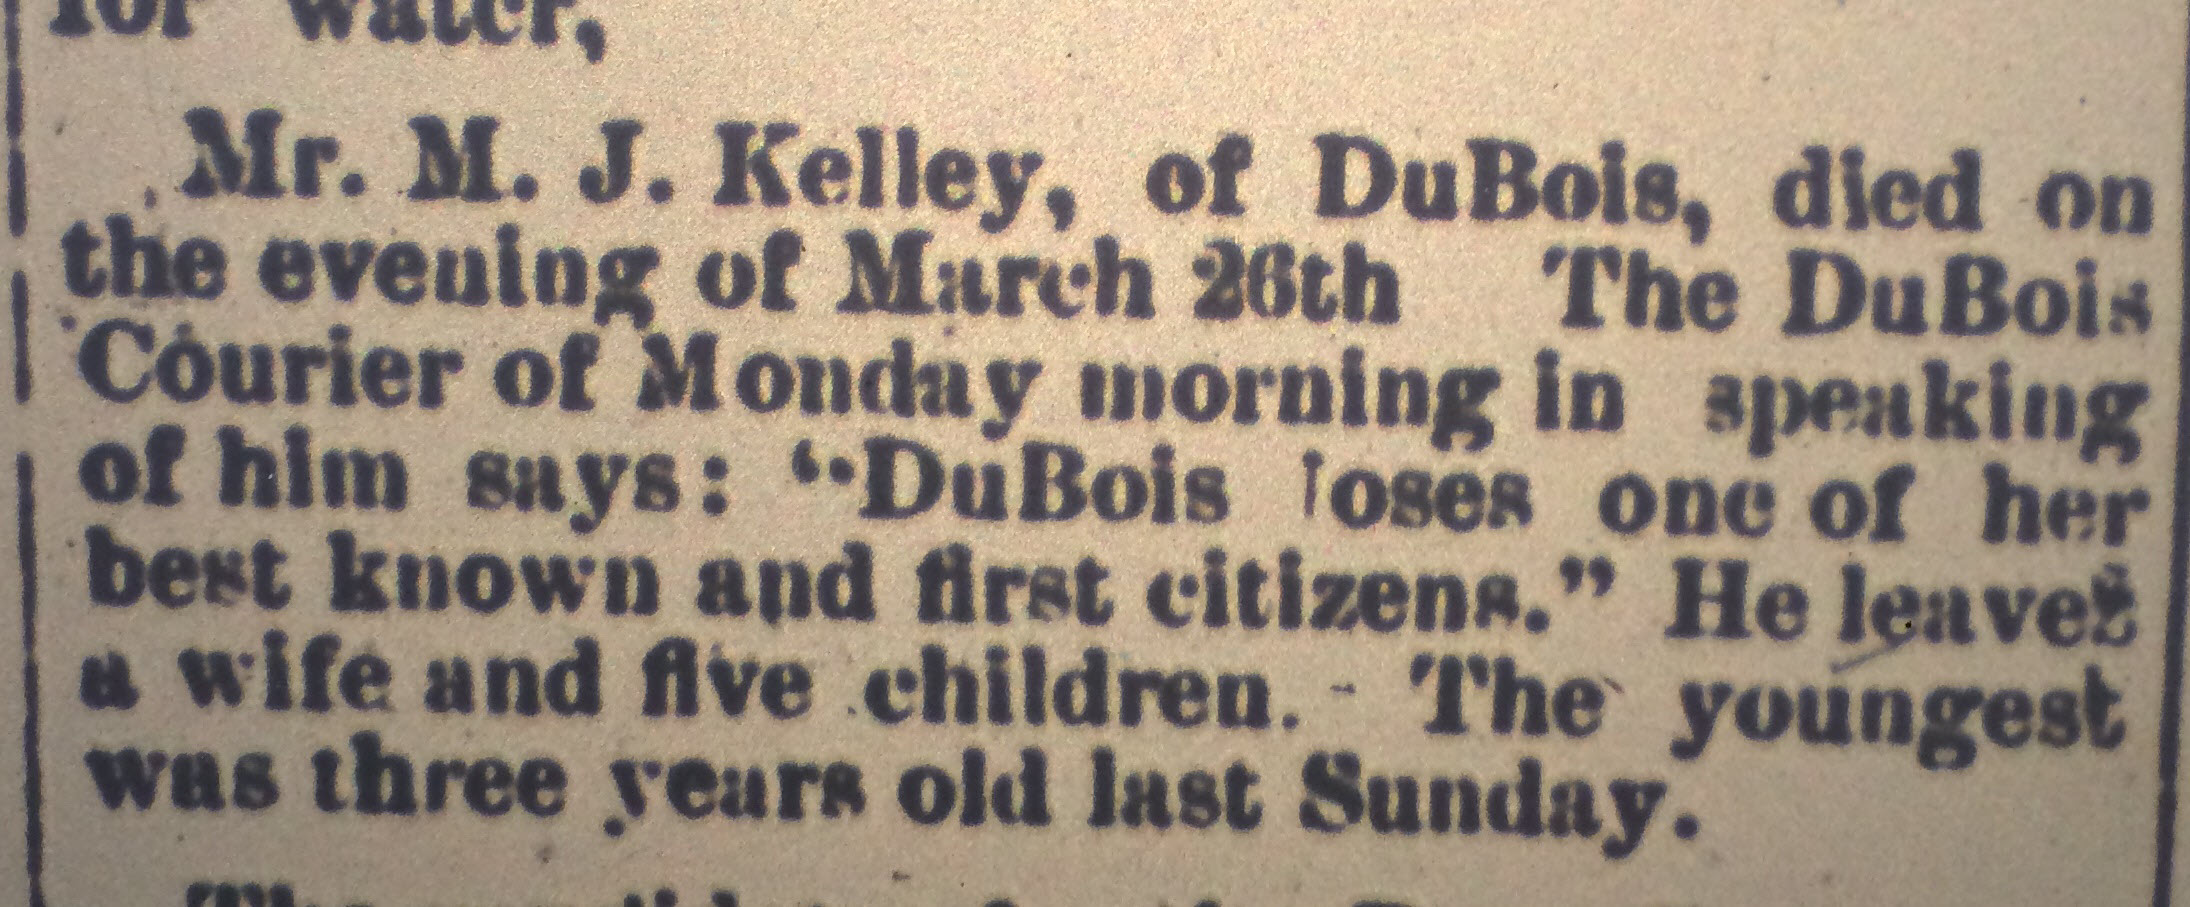 for water,
Mr. M. J. Kelley, of DuBois, died on
the evening of March 26th The DuBois
Courier of Monday morning in speaking
of him says: “DuBois loses one of her
best known and first citizens.” He leaves
a wife and five children. - The youngest
was three years old last Sunday.